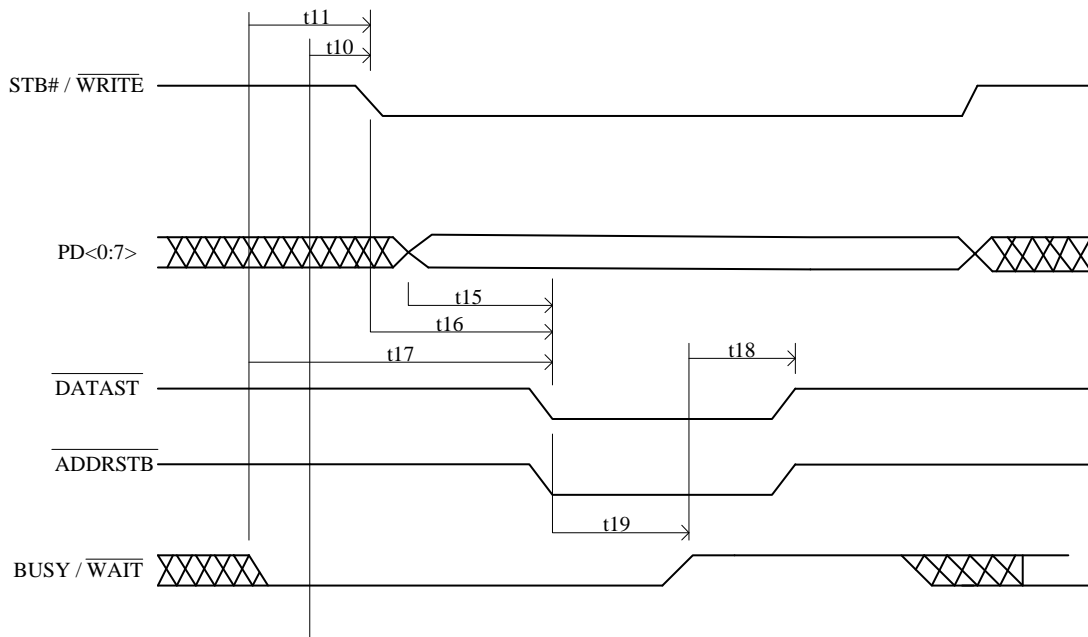 t11
t10
STB# / WRITE
PD<0:7>
t15
t16
t17
t18
DATAST
ADDRSTB
t19
BUSY / WAIT